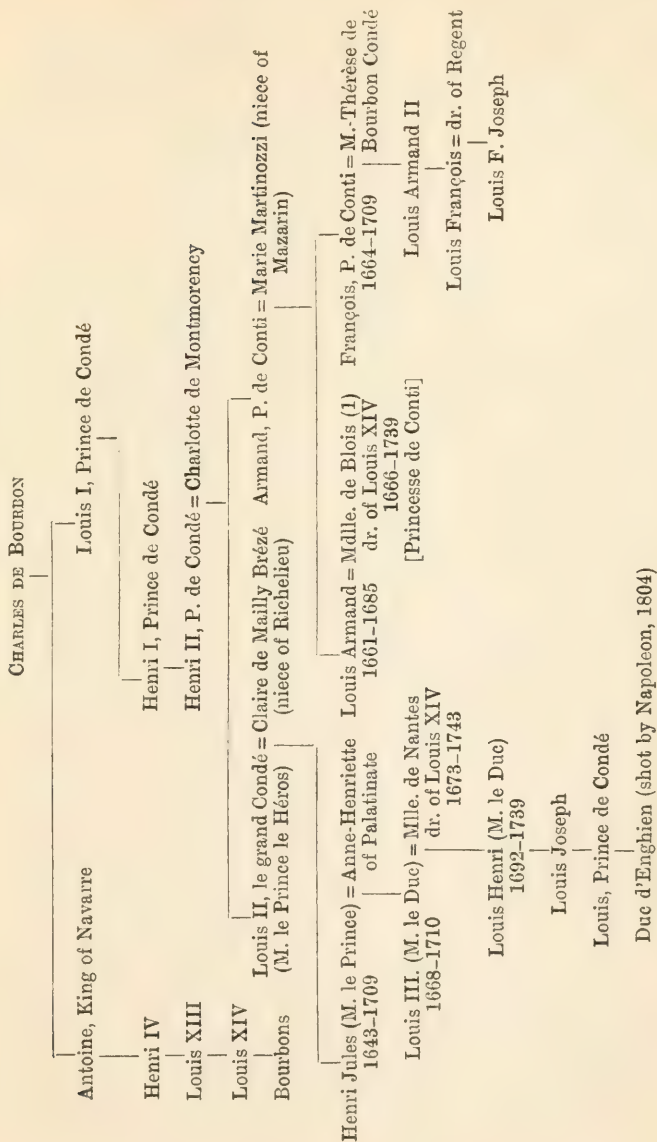 CHARLES DE BOURBON
Antoine, King of Navarre
Louis I, Prince de Condé
Henri IV
Henri I, Prince de Condé
Louis XIII
Henri II, P. de Condé = Charlotte de Montmorency
Louis XIV
Bourbons
Louis II, le grand Condé = Claire de Mailly Brézé
(M. le Prince le Héros) (niece of Richelieu)
Armand, P. de Conti = Marie Martinozzi (niece of
Mazarin)
Henri Jules (M. le Prince) = Anne-Henriette
1643–1709 of Palatinate
Louis Armand = Mdlle. de Blois (1)
1661–1685 dr. of Louis XIV
1666–1739
[Princesse de Conti]
François, P. de Conti = M.-Thérèse de
1664–1709 Bourbon Condé
Louis III. (M. le Duc) = Mlle. de Nantes
1668–1710 dr. of Louis XIV
1673–1743
Louis Armand II
Louis Henri (M. le Duc)
1692–1739
Louis François = dr. of Regent
Louis Joseph
Louis F. Joseph
Louis, Prince de Condé
Duc d'Enghien (shot by Napoleon, 1804)